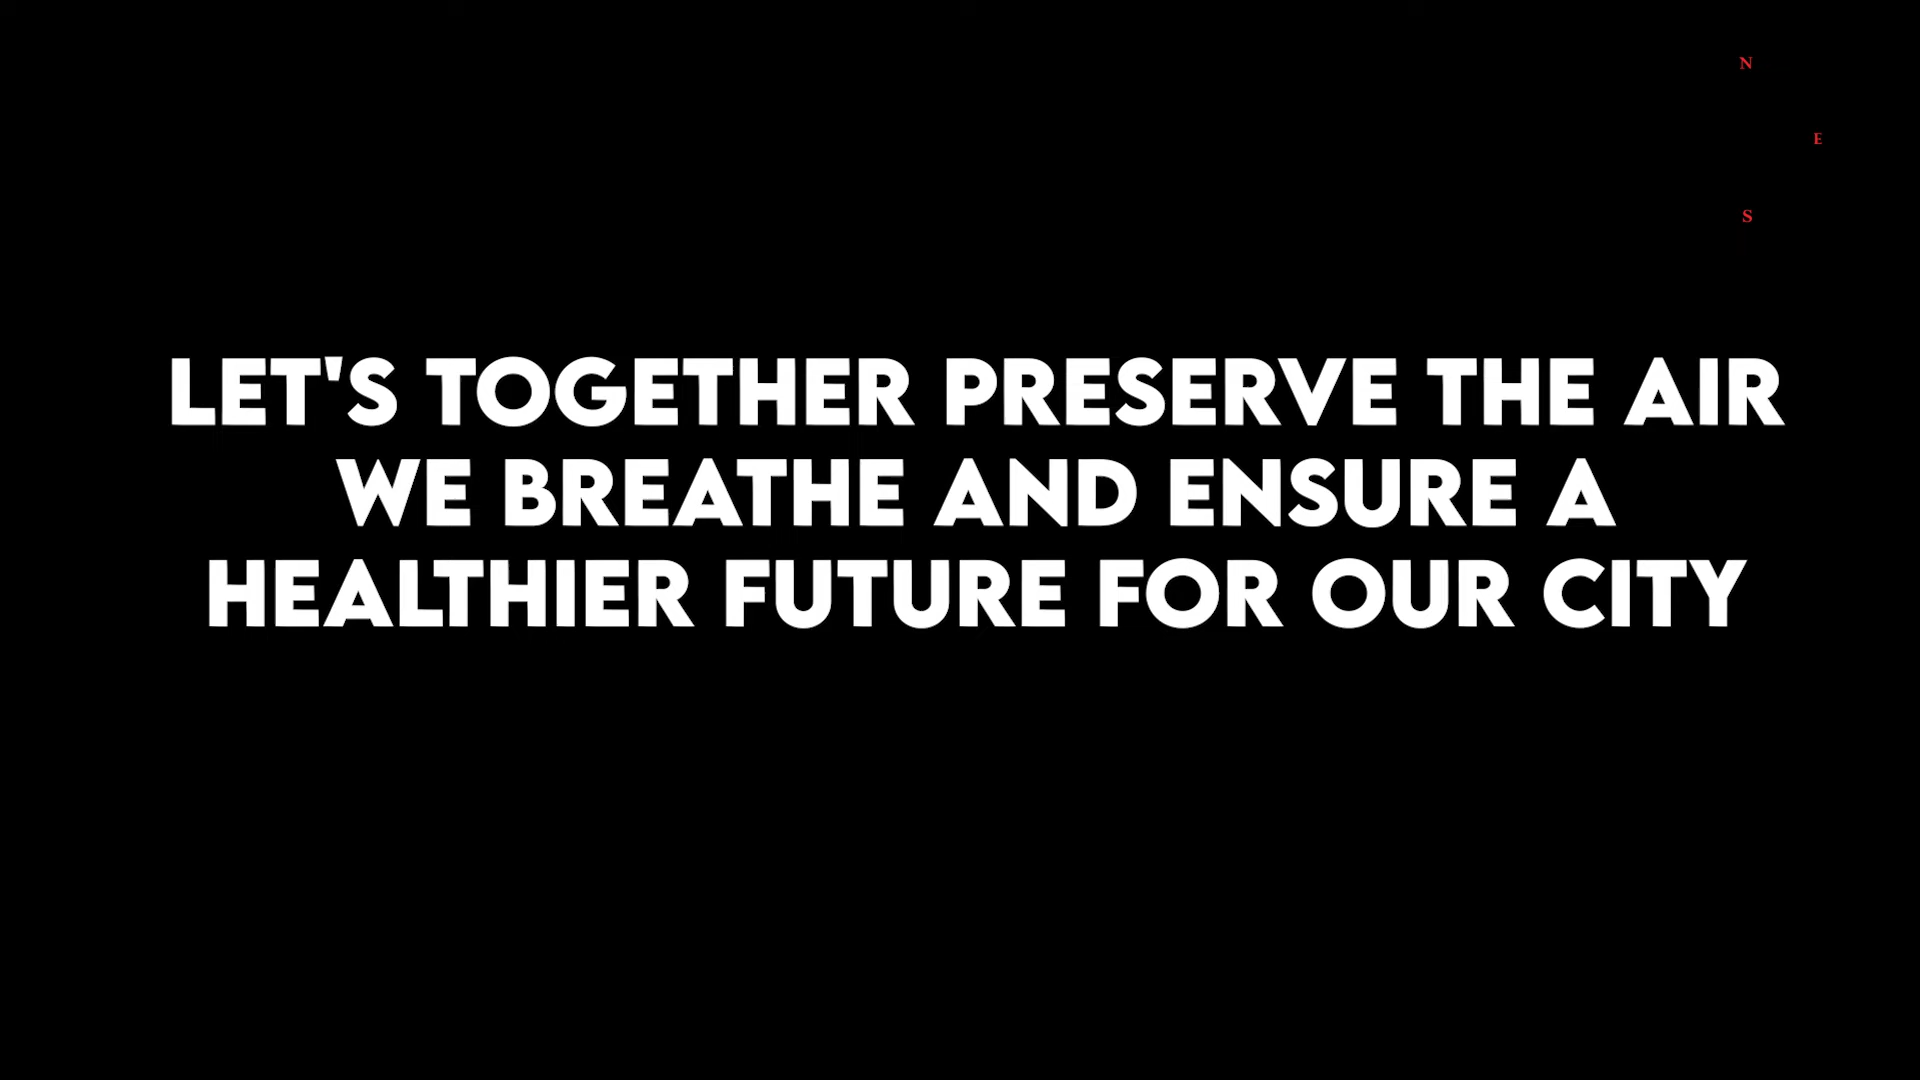 N
E
S
LET'S TOGETHER PRESERVE THE AIR
WE BREATHE AND ENSURE A
HEALTHIER FUTURE FOR OUR CITY